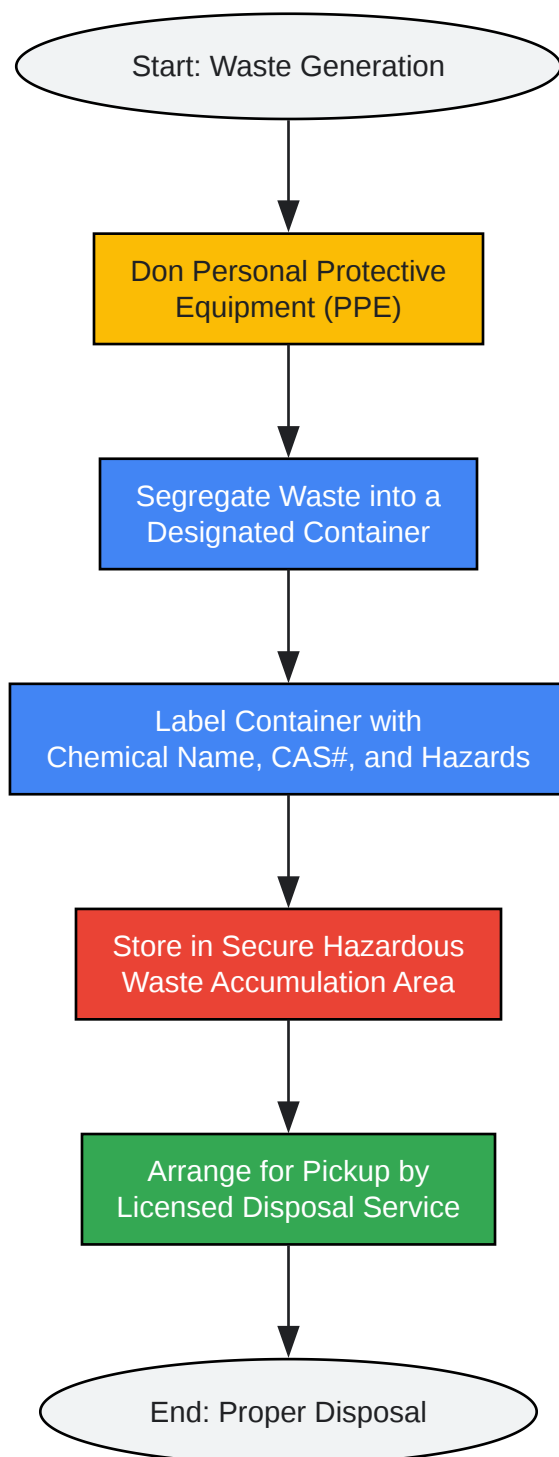 Start: Waste Generation
Don Personal Protective
Equipment (PPE)
Segregate Waste into a
Designated Container
Label Container with
Chemical Name, CAS#, and Hazards
Store in Secure Hazardous
Waste Accumulation Area
Arrange for Pickup by
Licensed Disposal Service
End: Proper Disposal